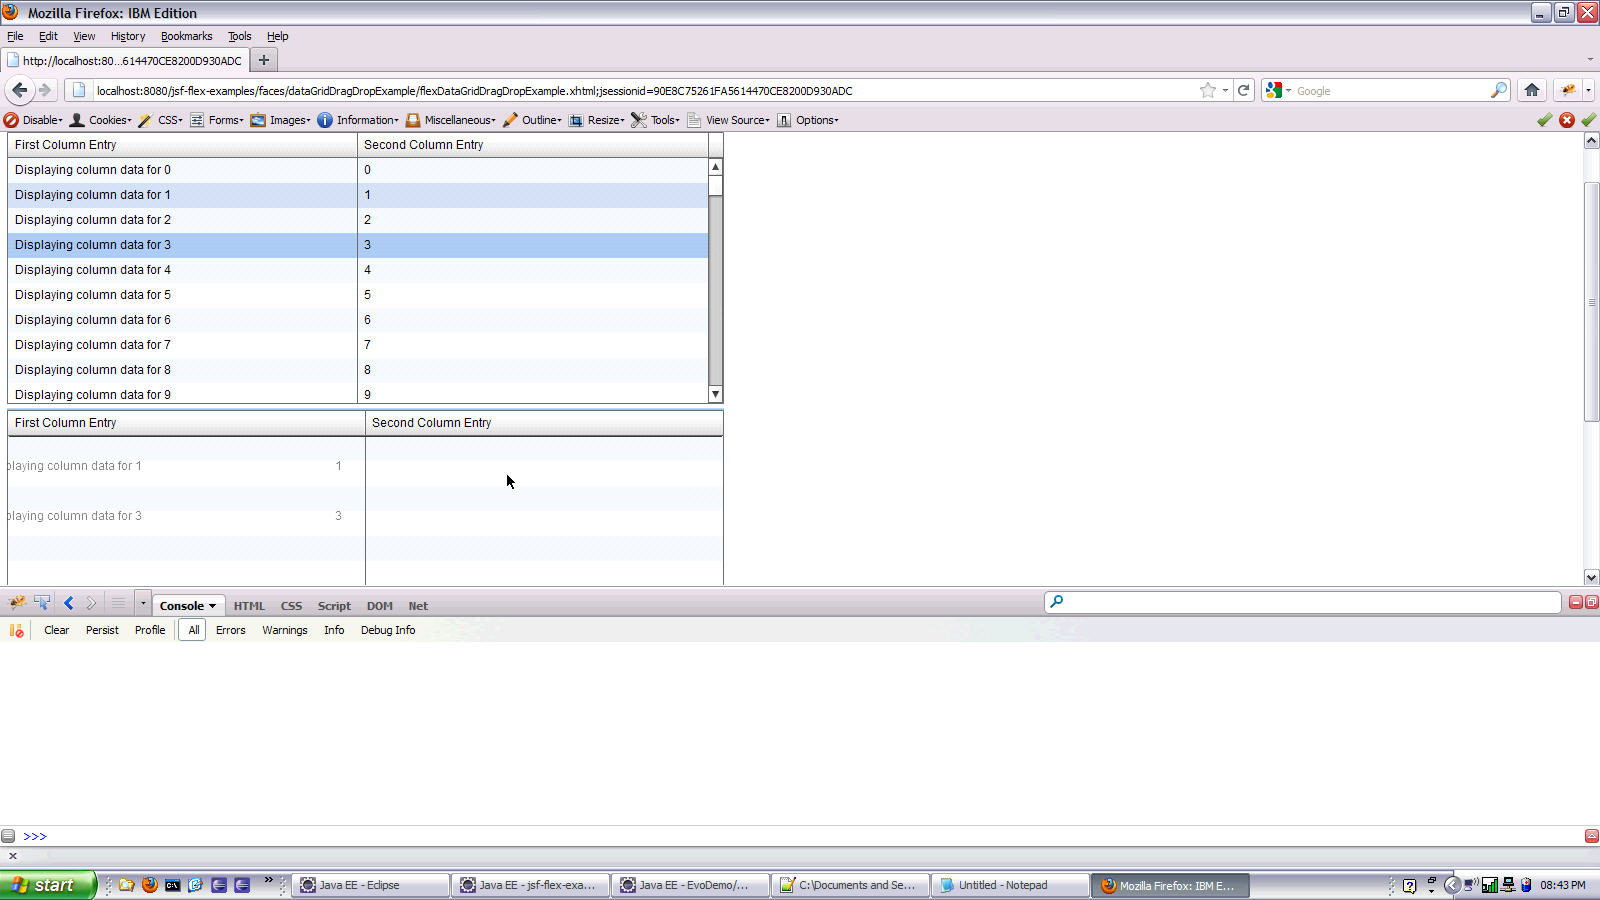 Mozilla Firefox: IBM Edition
File Edit View History Bookmarks Tools Help
http://localhost:80...614470CE8200D930ADC
localhost:8080/jsf-flex-examples/faces/dataGridDragDropExample/flexDataGridDragDropExample.xhtml;jsessionid=90E8C75261FA5614470CE8200D930ADC
Google
Disable Cookies CSS Forms Images Information Miscellaneous Outline Resize Tools View Source Options
First Column Entry Second Column Entry
Displaying column data for 0 0
Displaying column data for 1 1
Displaying column data for 2 2
Displaying column data for 3 3
Displaying column data for 4 4
Displaying column data for 5 5
Displaying column data for 6 6
Displaying column data for 7 7
Displaying column data for 8 8
Displaying column data for 9 9
First Column Entry Second Column Entry
playing column data for 1 1
playing column data for 3 3
Console HTML CSS Script DOM Net
Clear Persist Profile All Errors Warnings Info Debug Info
>>>
start Java EE - Eclipse Java EE - jsf-flex-exa... Java EE - EvoDemo/... C:\Documents and Se... Untitled - Notepad Mozilla Firefox: IBM E... 08:43 PM